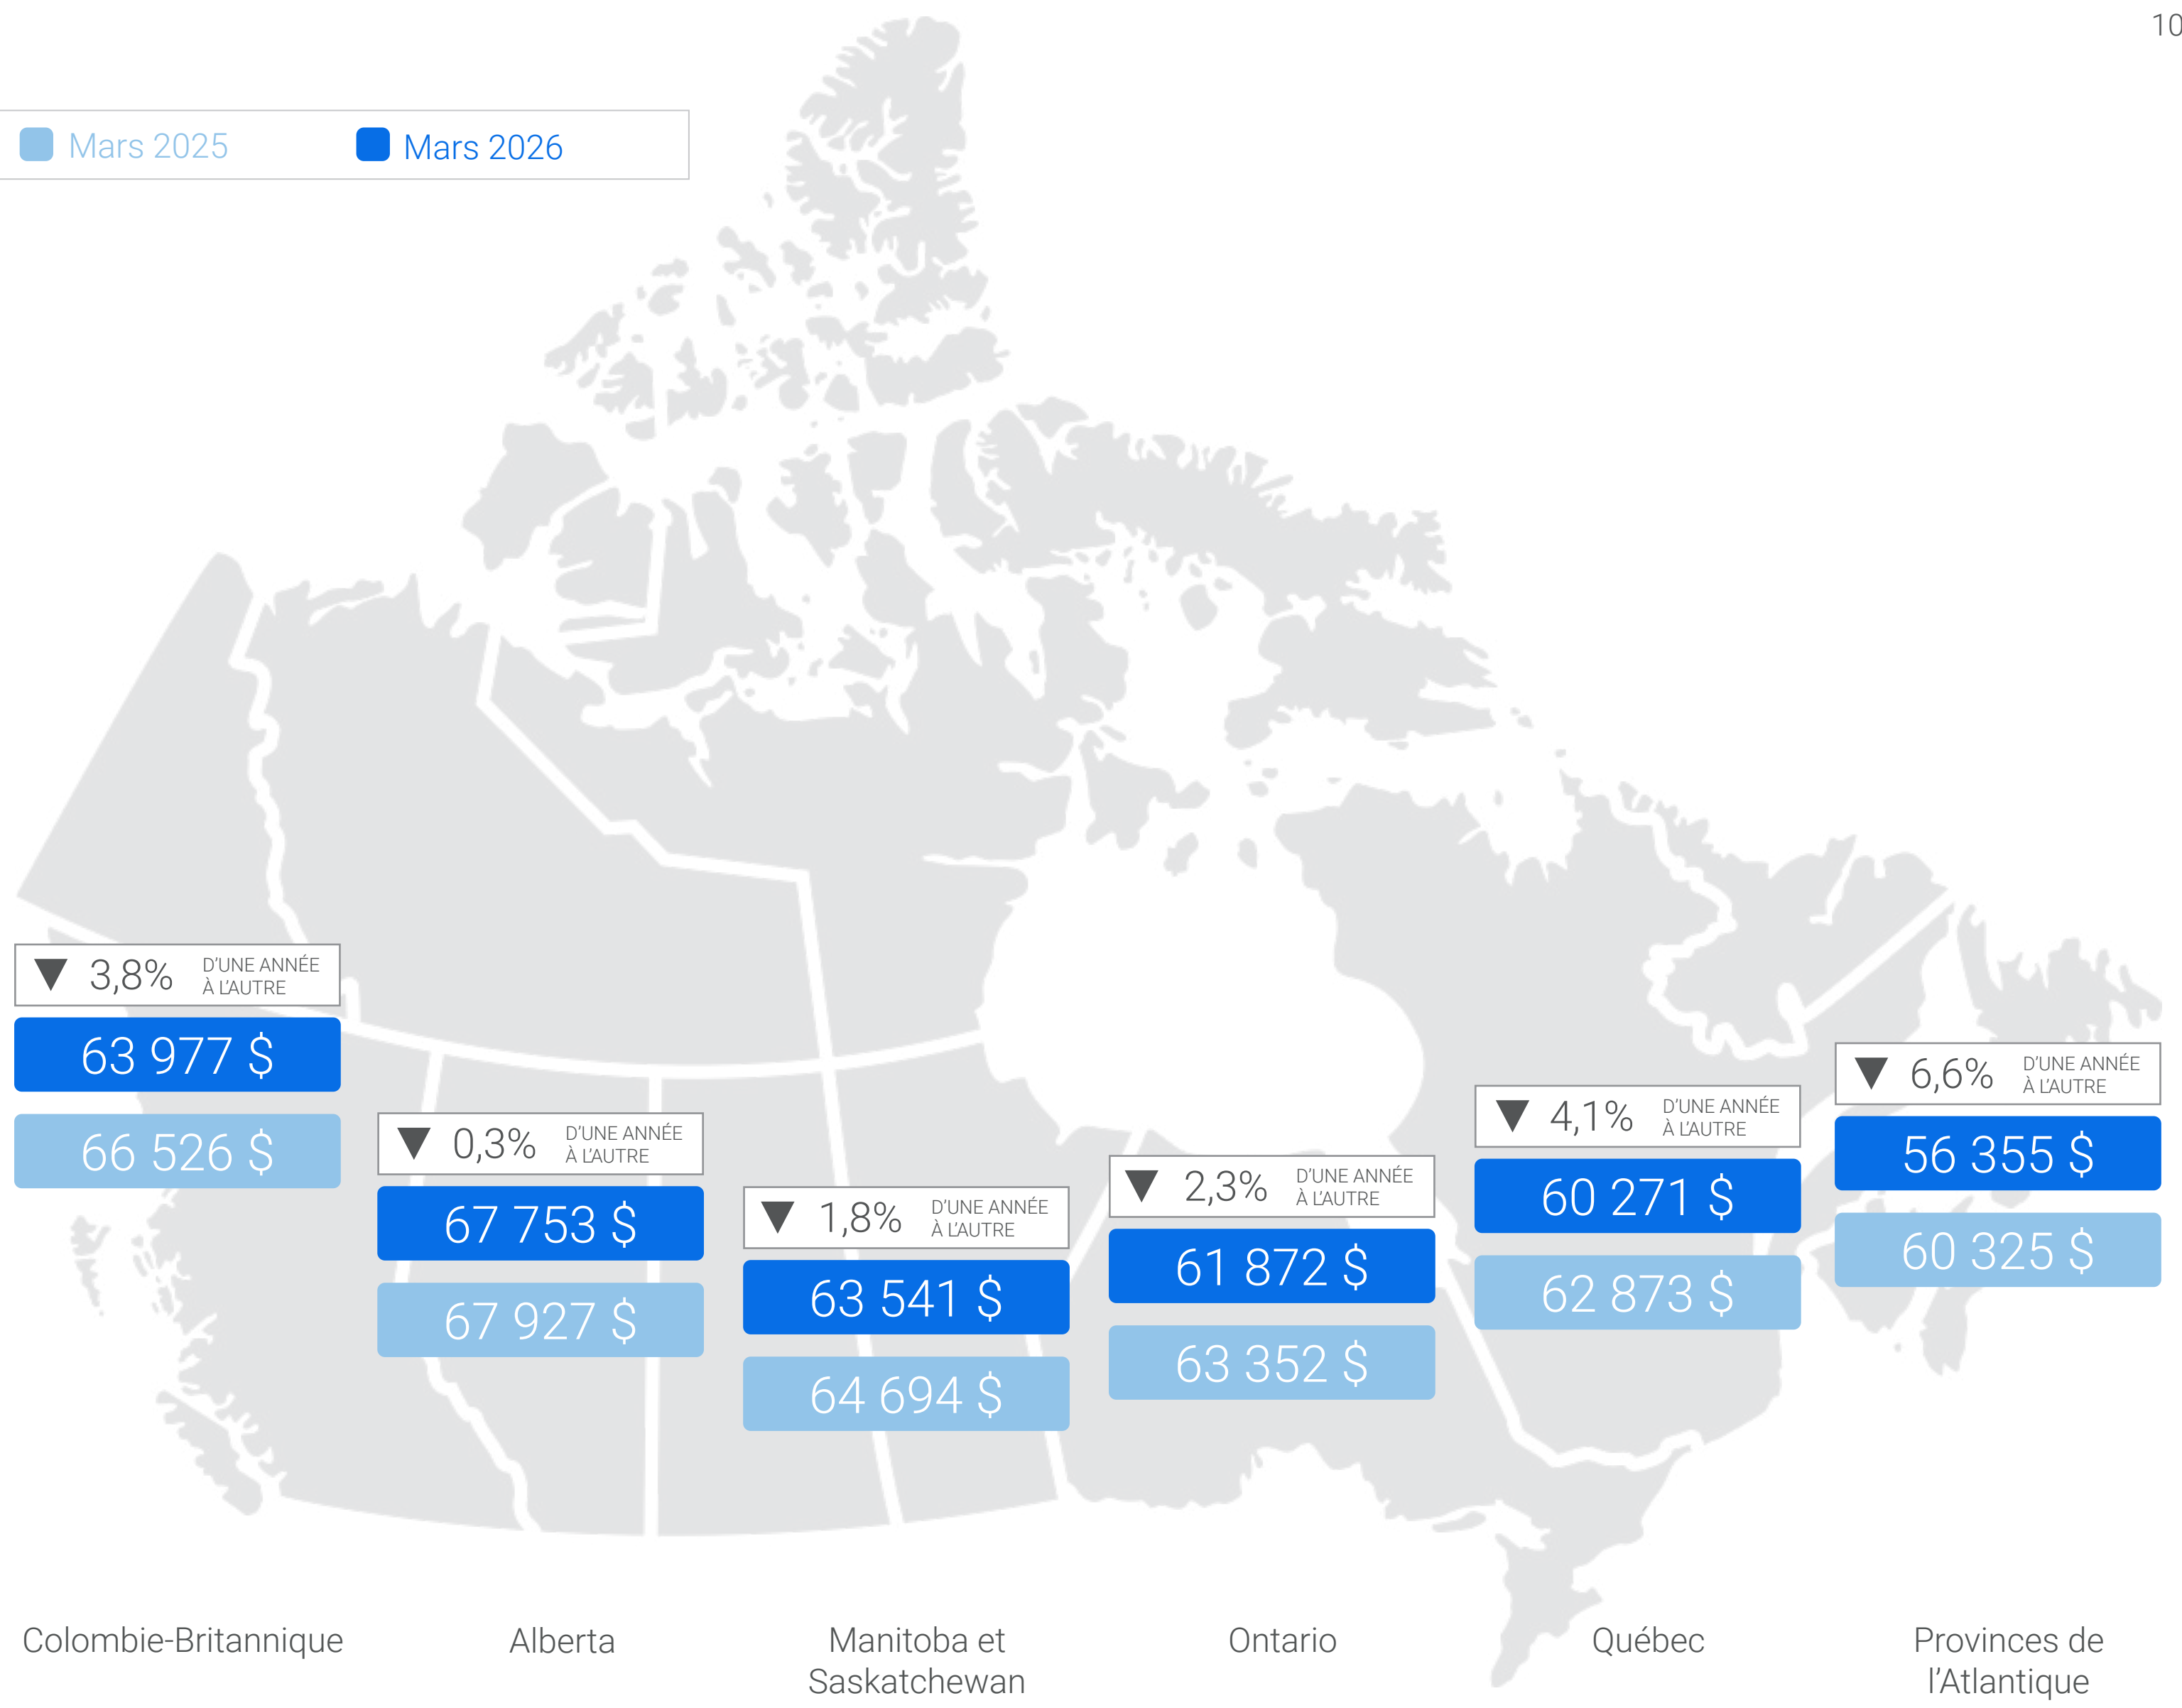 10
Mars 2025
Mars 2026
3,8%
D'UNE ANNÉE
À L'AUTRE
63 977 $
66 526 $
0,3%
D'UNE ANNÉE
À L'AUTRE
67 753 $
67 927 $
1,8%
D'UNE ANNÉE
À L'AUTRE
63 541 $
64 694 $
2,3%
D'UNE ANNÉE
À L'AUTRE
61 872 $
63 352 $
4,1%
D'UNE ANNÉE
À L'AUTRE
60 271 $
62 873 $
6,6%
D'UNE ANNÉE
À L'AUTRE
56 355 $
60 325 $
Colombie-Britannique
Alberta
Manitoba et
Saskatchewan
Ontario
Québec
Provinces de
l'Atlantique